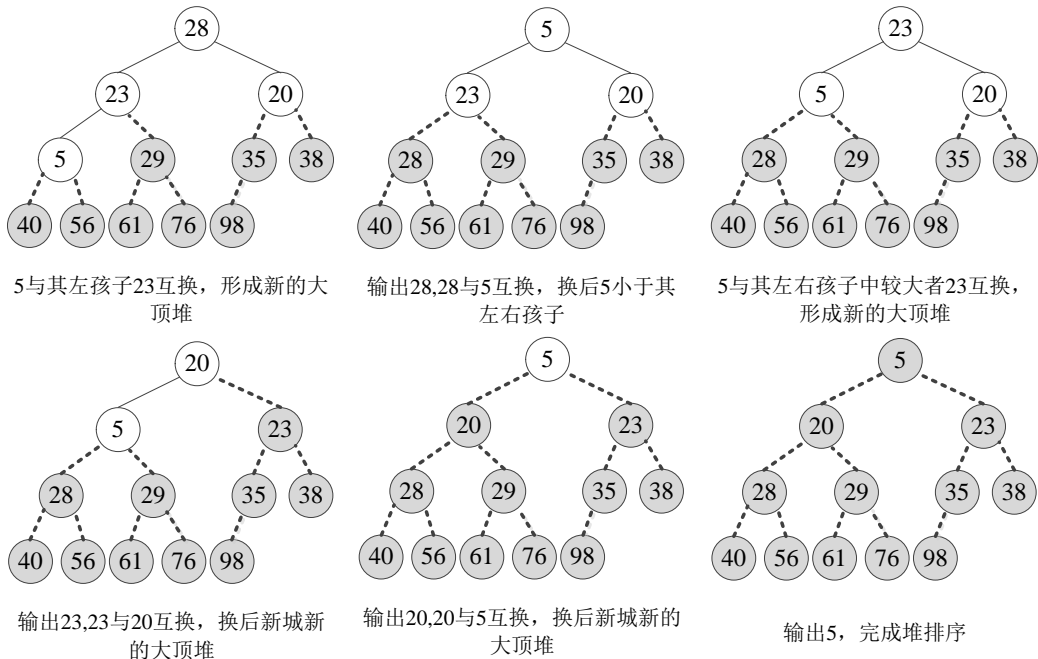 28
23 20
5 29 35 38
40 56 61 76 98
5与其左孩子23互换，形成新的大
顶堆
5
23 20
28 29 35 38
40 56 61 76 98
输出28,28与5互换，换后5小于其
左右孩子
23
5 20
28 29 35 38
40 56 61 76 98
5与其左右孩子中较大者23互换，
形成新的大顶堆
20
5 23
28 29 35 38
40 56 61 76 98
输出23,23与20互换，换后新城新
的大顶堆
5
20 23
28 29 35 38
40 56 61 76 98
输出20,20与5互换，换后新城新的
大顶堆
5
20 23
28 29 35 38
40 56 61 76 98
输出5，完成堆排序